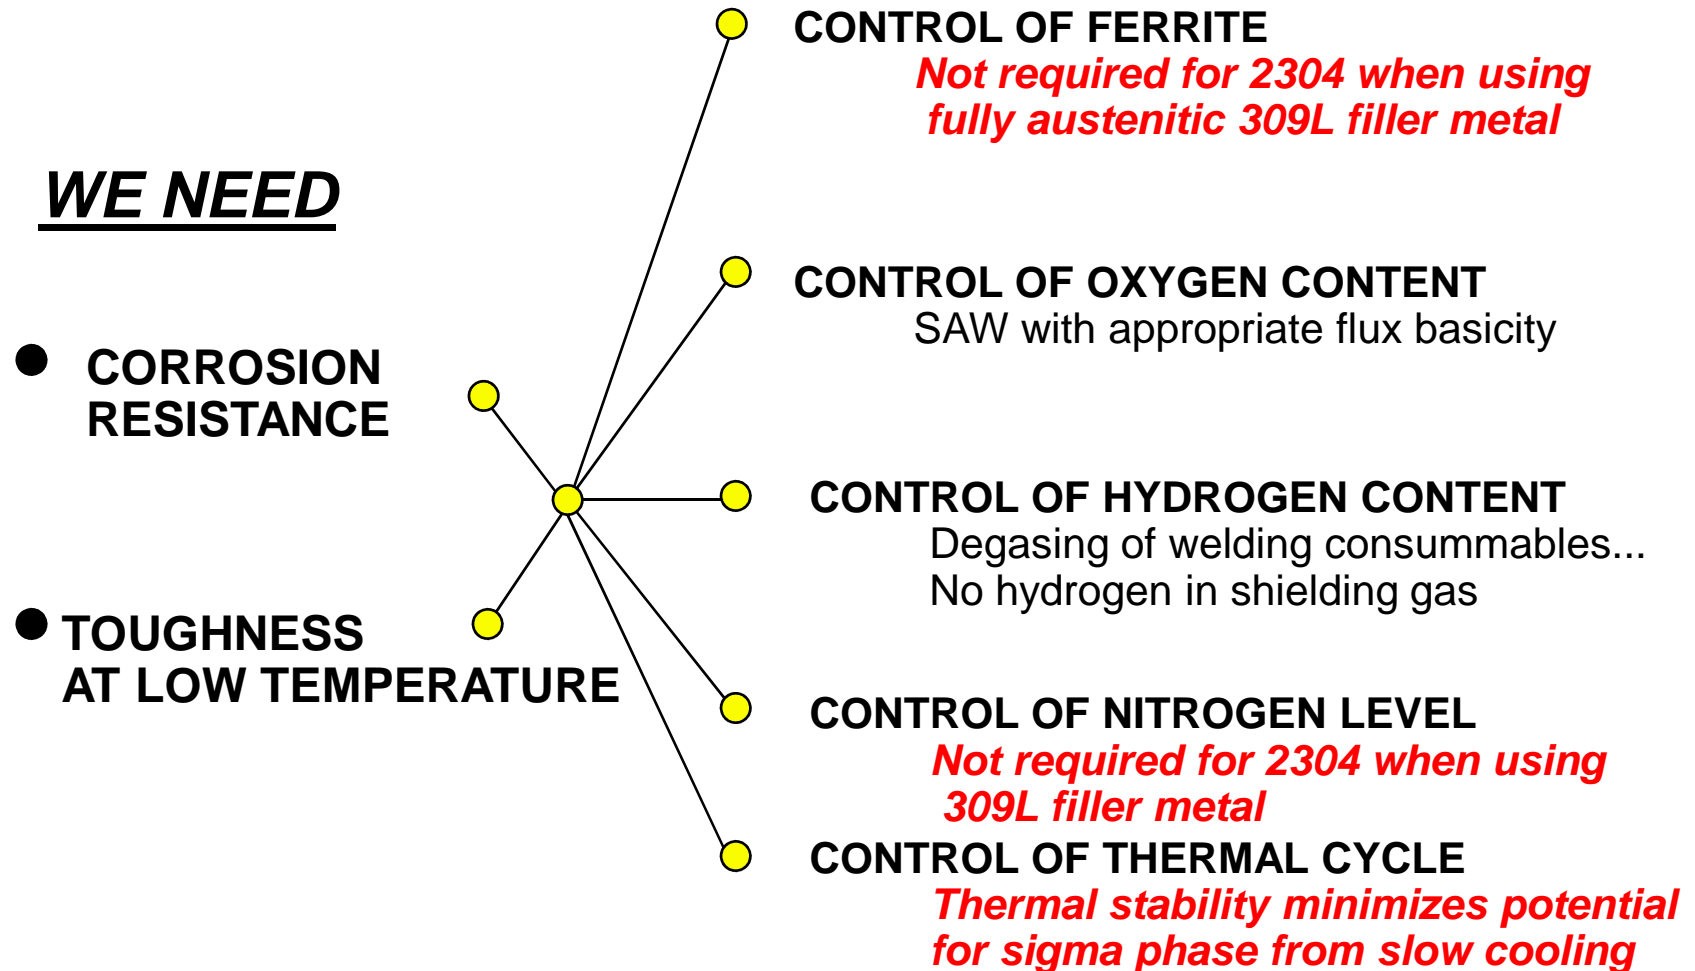 WE NEED
● CORROSION
RESISTANCE
● TOUGHNESS
AT LOW TEMPERATURE
CONTROL OF FERRITE
Not required for 2304 when using
fully austenitic 309L filler metal
CONTROL OF OXYGEN CONTENT
SAW with appropriate flux basicity
CONTROL OF HYDROGEN CONTENT
Degasing of welding consummables...
No hydrogen in shielding gas
CONTROL OF NITROGEN LEVEL
Not required for 2304 when using
309L filler metal
CONTROL OF THERMAL CYCLE
Thermal stability minimizes potential
for sigma phase from slow cooling